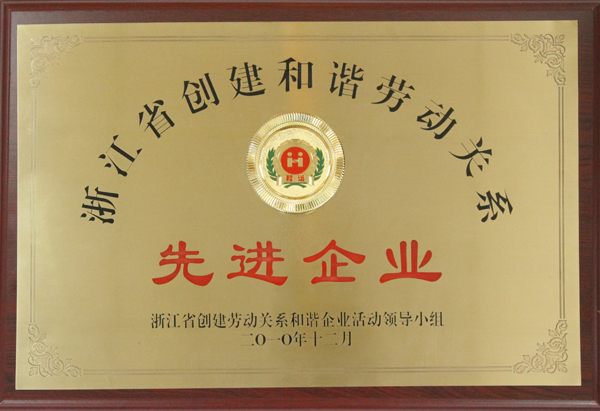 浙江省创建和谐劳动关系
和谐
先进企业
浙江省创建劳动关系和谐企业活动领导小组
二〇一〇年十二月